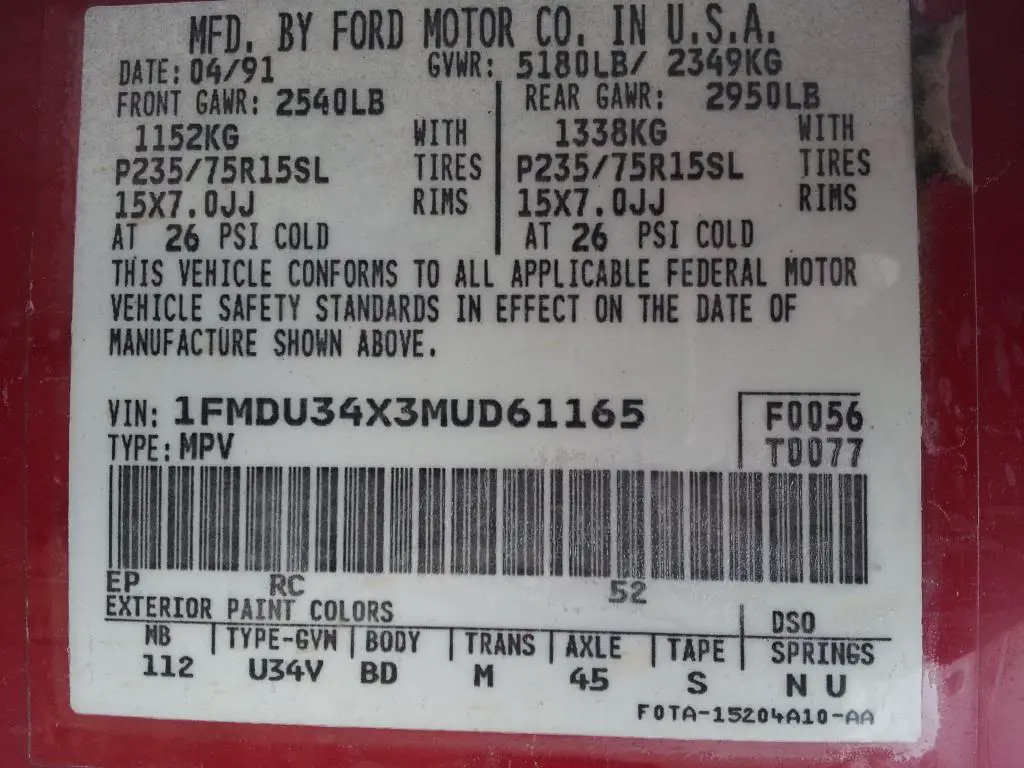 MFD. BY FORD MOTOR CO. IN U.S.A.
DATE: 04/91 GVWR: 5180LB/ 2349KG
FRONT GAWR: 2540LB REAR GAWR: 2950LB
1152KG WITH 1338KG WITH
P235/75R15SL TIRES P235/75R15SL TIRES
15X7.0JJ RIMS 15X7.0JJ RIMS
AT 26 PSI COLD AT 26 PSI COLD
THIS VEHICLE CONFORMS TO ALL APPLICABLE FEDERAL MOTOR
VEHICLE SAFETY STANDARDS IN EFFECT ON THE DATE OF
MANUFACTURE SHOWN ABOVE.
VIN: 1FMDU34X3MUD61165 F0056
TYPE: MPV T0077
EP RC 52
EXTERIOR PAINT COLORS DSO
WB TYPE-GVW BODY TRANS AXLE TAPE SPRINGS
112 U34V BD M 45 S N U
F0TA-15204A10-AA